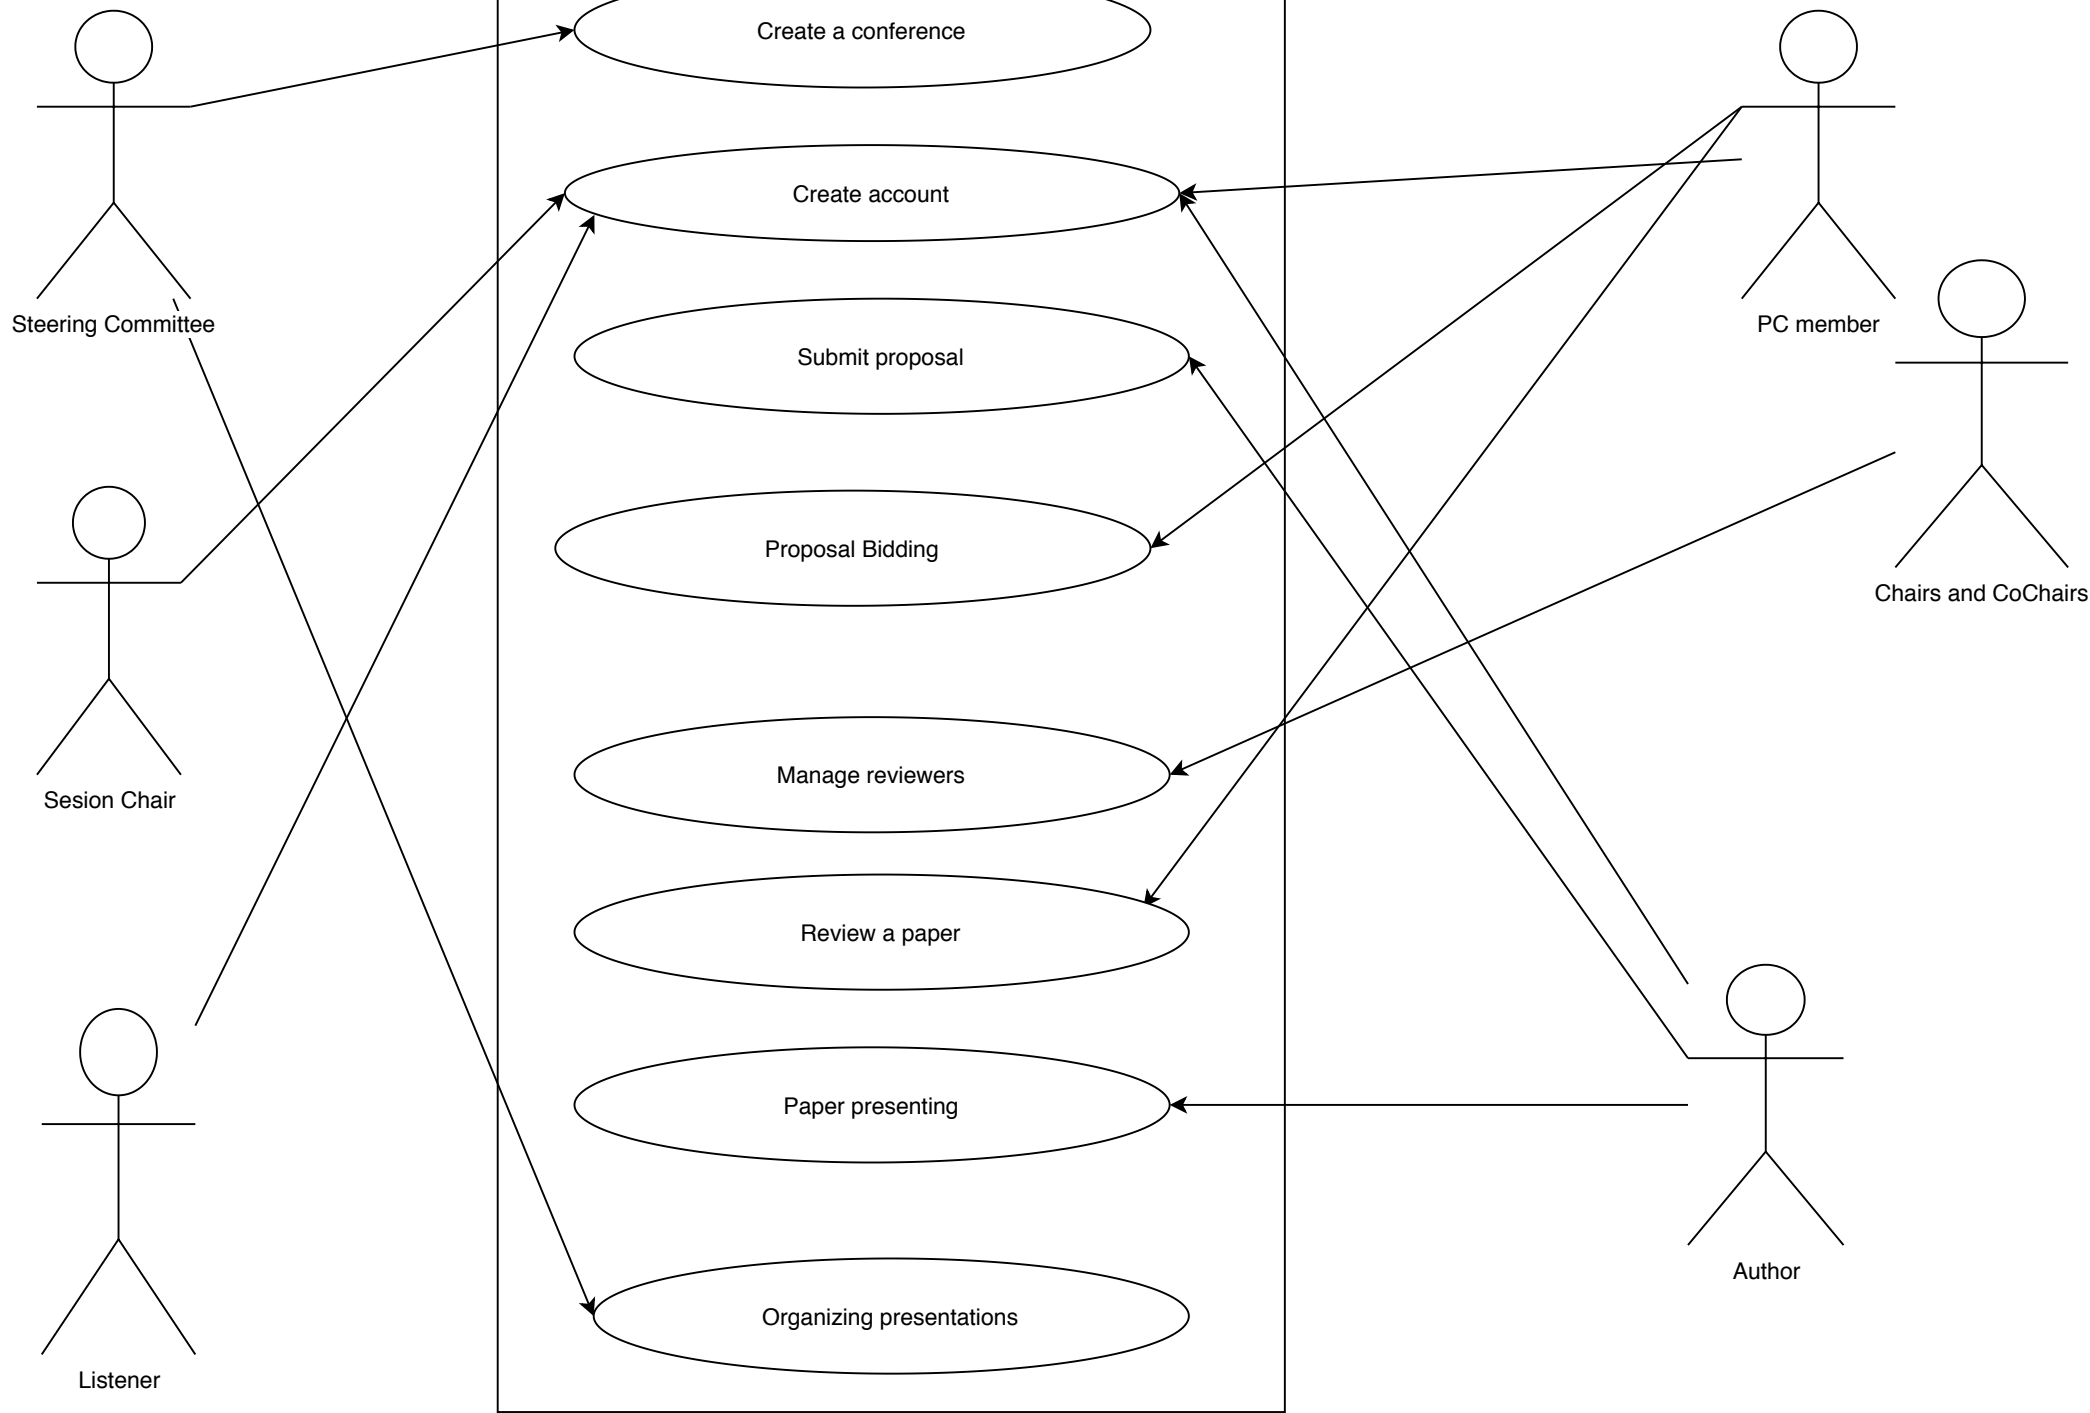 Create a conference
Create account
Steering Committee
PC member
Submit proposal
Proposal Bidding
Chairs and CoChairs
Manage reviewers
Sesion Chair
Review a paper
Paper presenting
Author
Organizing presentations
Listener